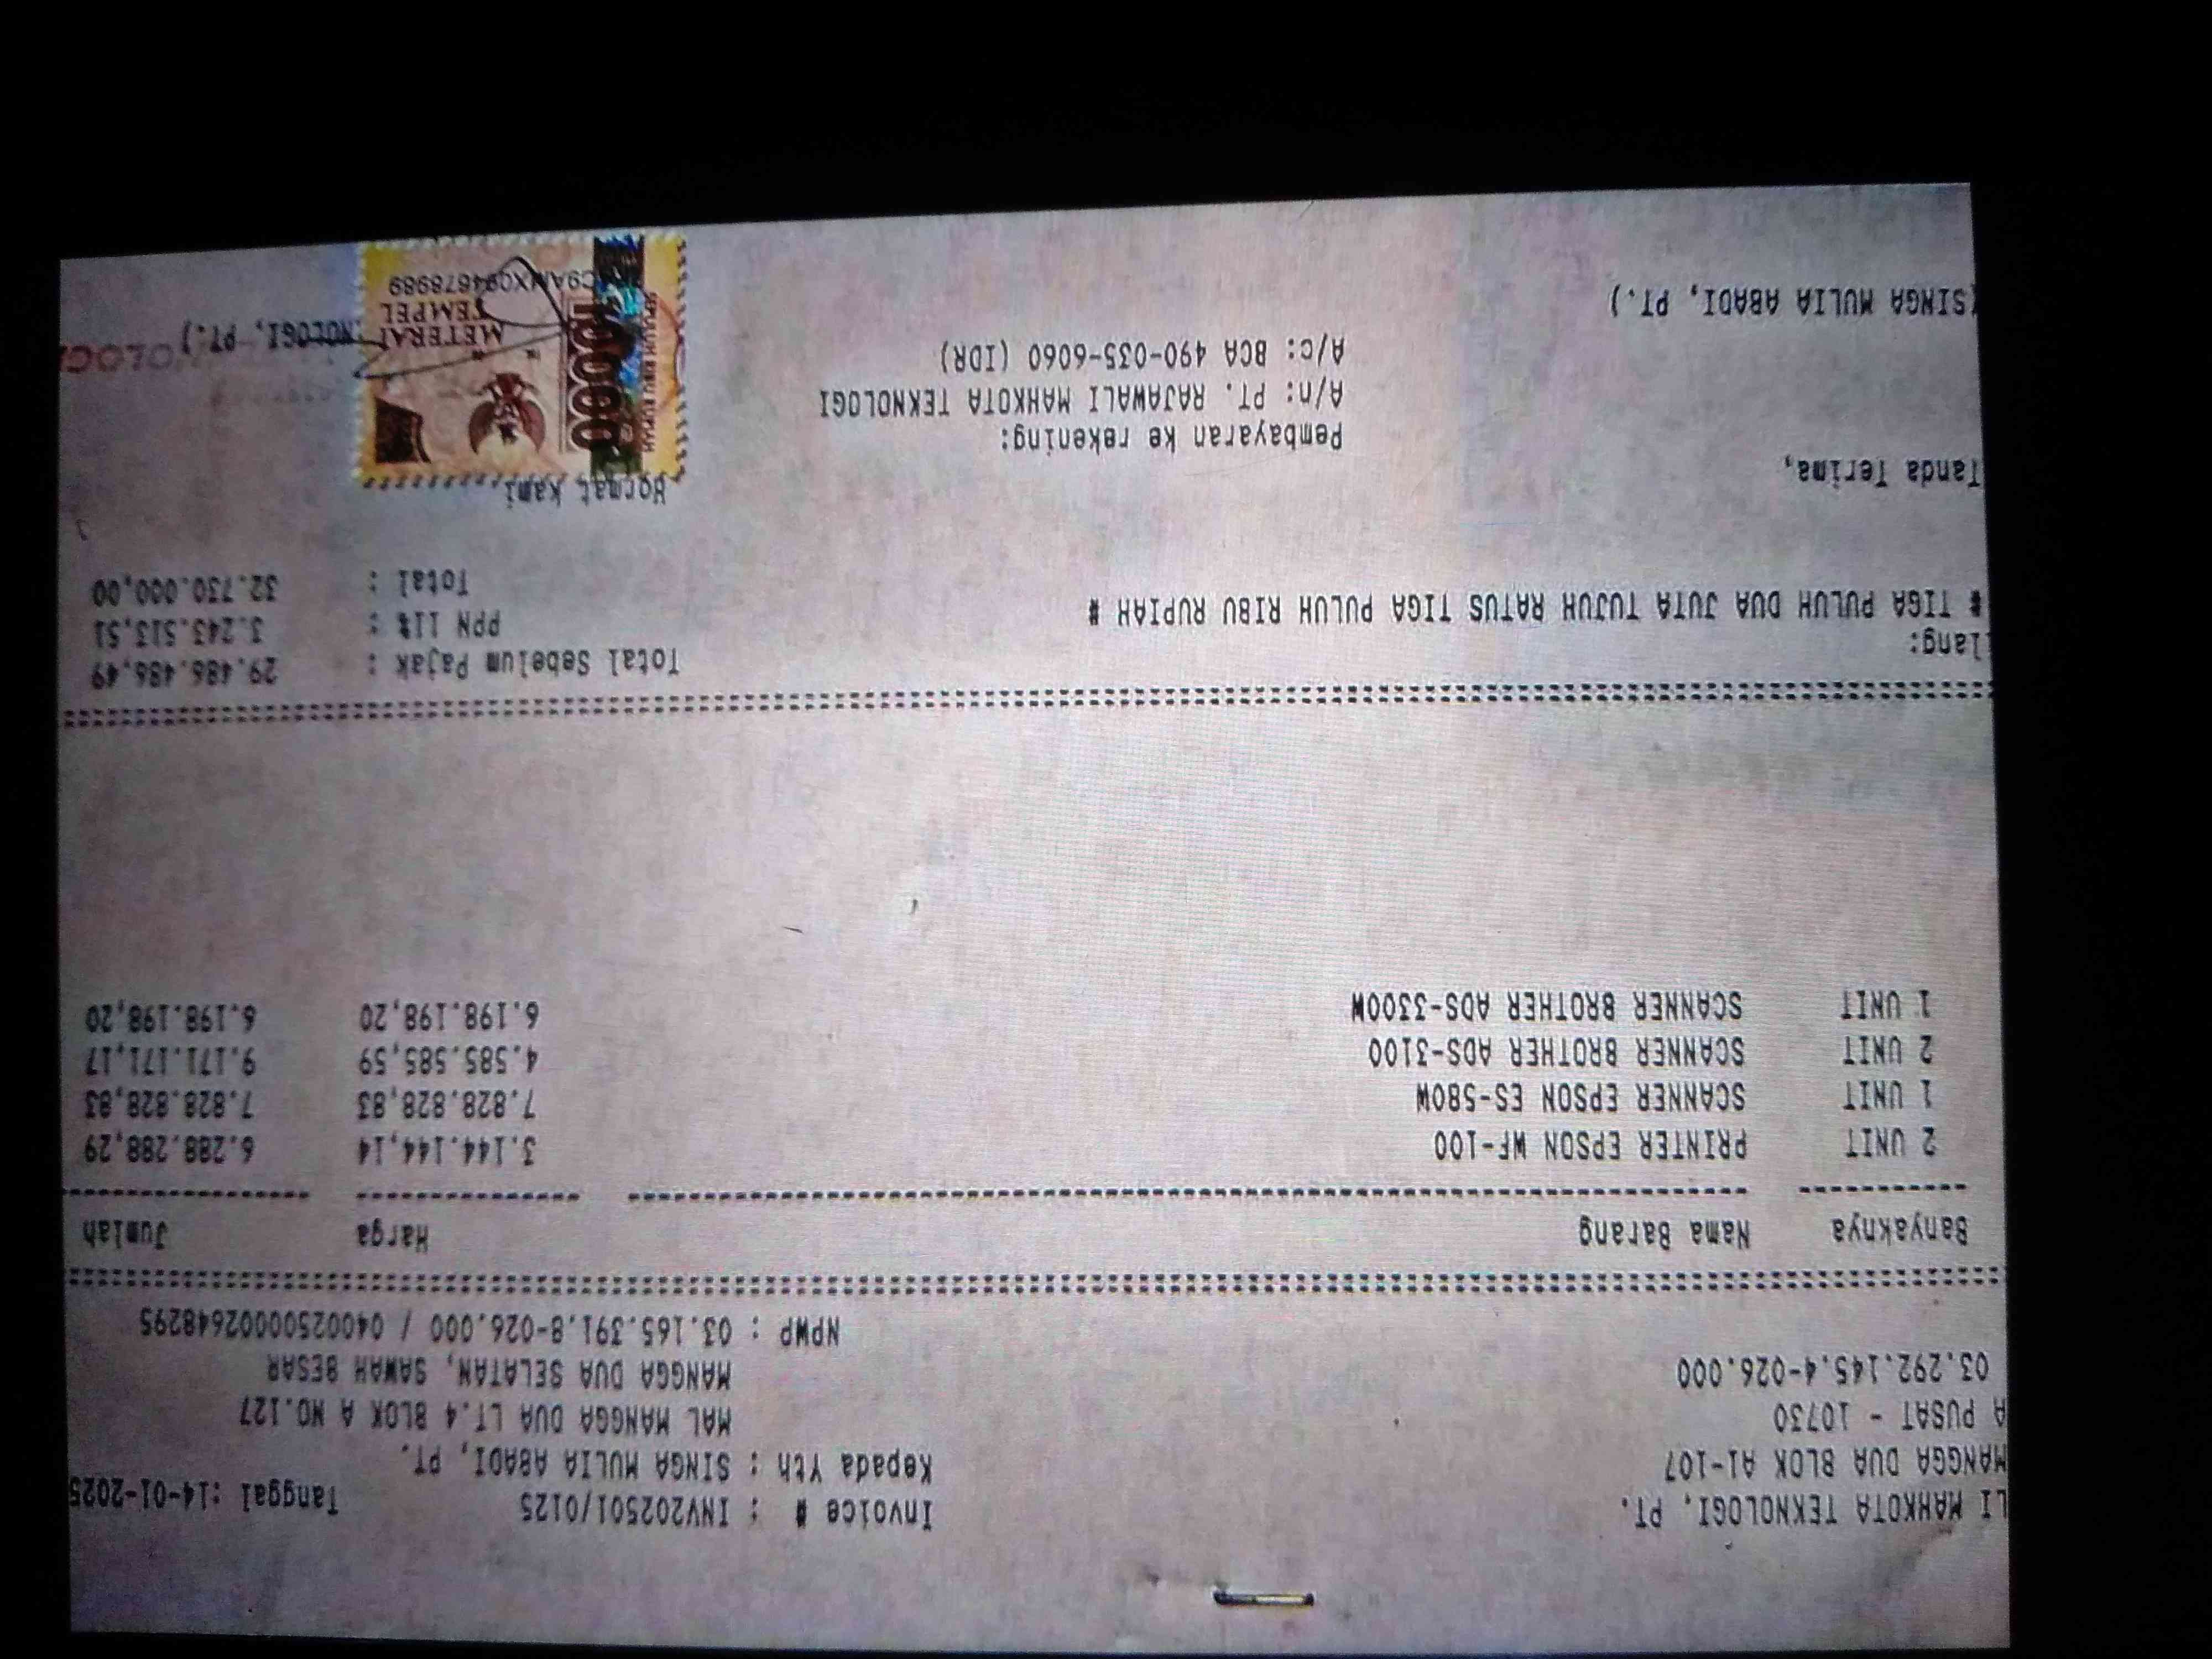 LI MAHKOTA TEKNOLOGI, PT.
MANGGA DUA BLOK A1-107
A PUSAT - 10730
03.292.145.4-026.000
Invoice # : INV202501/0125 Tanggal :14-01-2025
Kepada Yth : SINGA MULIA ABADI, PT.
MAL MANGGA DUA LT.4 BLOK A NO.127
MANGGA DUA SELATAN, SAWAH BESAR
NPWP : 03.165.391.8-026.000 / 04002500002648295
Banyaknya Nama Barang Harga Jumlah
2 UNIT PRINTER EPSON WF-100 3.144.144,14 6.288.288,29
1 UNIT SCANNER EPSON ES-580W 7.828.828,83 7.828.828,83
2 UNIT SCANNER BROTHER ADS-3100 4.585.585,59 9.171.171,17
1 UNIT SCANNER BROTHER ADS-3300W 6.198.198,20 6.198.198,20
ilang:
# TIGA PULUH DUA JUTA TUJUH RATUS TIGA PULUH RIBU RUPIAH #
Total Sebelum Pajak : 29.486.486,49
PPN 11% : 3.243.513,51
Total : 32.730.000,00
Tanda Terima,
Hormat kami
Pembayaran ke rekening:
A/n: PT. RAJAWALI MAHKOTA TEKNOLOGI
A/c: BCA 490-035-6060 (IDR)
(SINGA MULIA ABADI, PT.)
NOLOGI, PT.)
OLOGI
SEPULUH RIBU RUPIAH
10000
METERAI
TEMPEL
C9AMX094678989